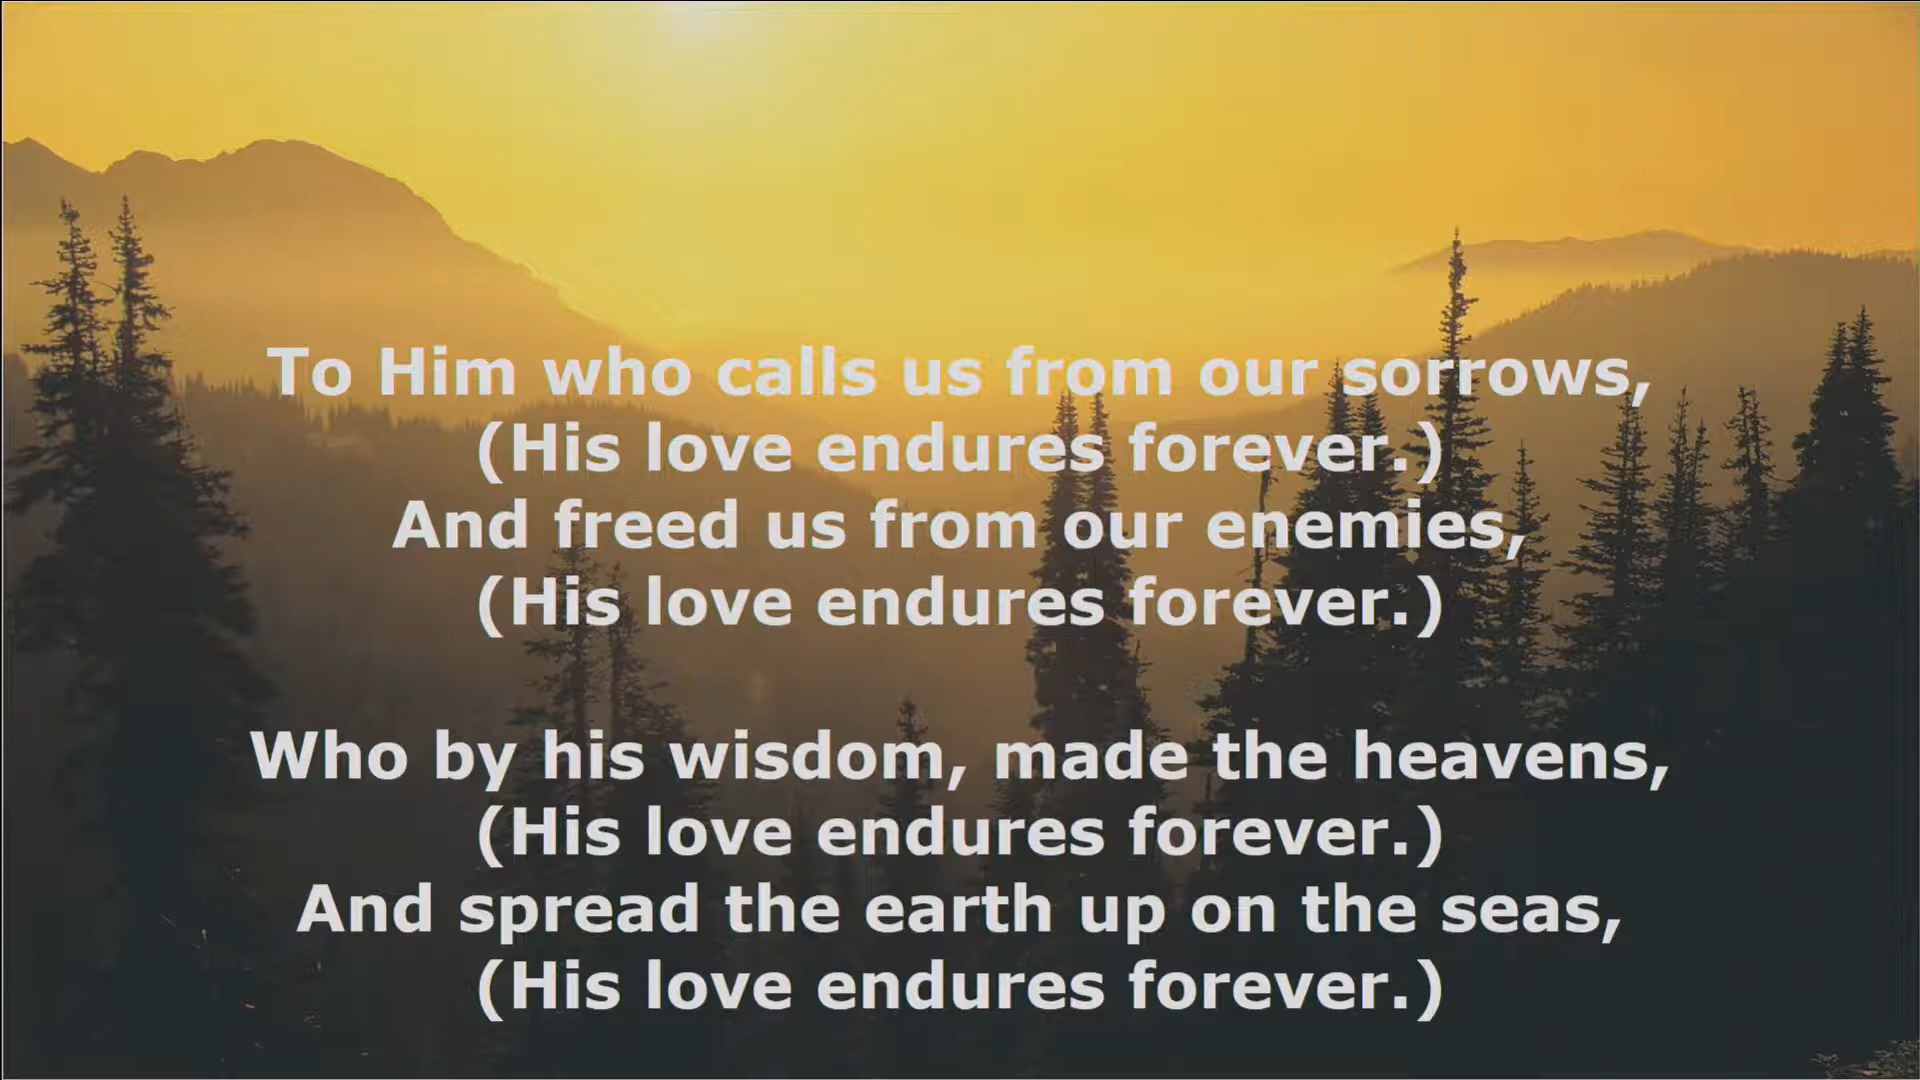 To Him who calls us from our sorrows,
(His love endures forever.)
And freed us from our enemies,
(His love endures forever.)
Who by his wisdom, made the heavens,
(His love endures forever.)
And spread the earth up on the seas,
(His love endures forever.)